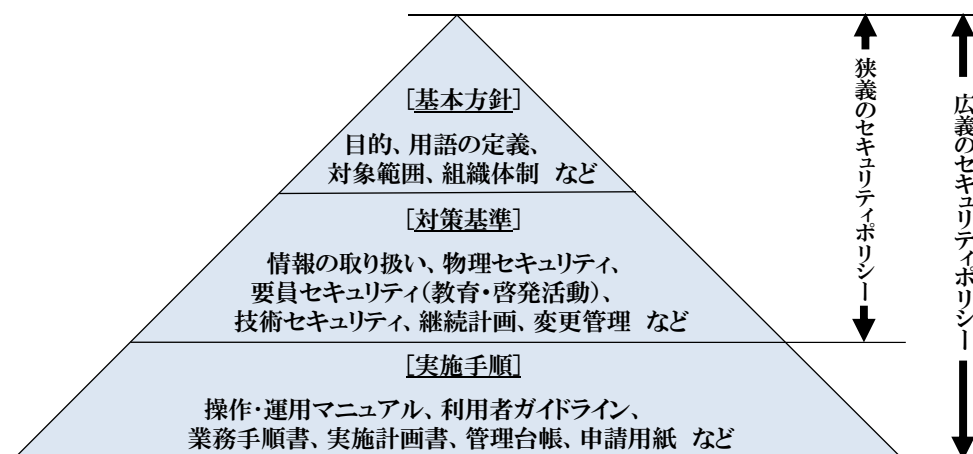 [基本方針]
目的、用語の定義、
対象範囲、組織体制 など
[対策基準]
情報の取り扱い、物理セキュリティ、
要員セキュリティ(教育・啓発活動)、
技術セキュリティ、継続計画、変更管理 など
[実施手順]
操作・運用マニュアル、利用者ガイドライン、
業務手順書、実施計画書、管理台帳、申請用紙 など
狭義のセキュリティポリシー
広義のセキュリティポリシー